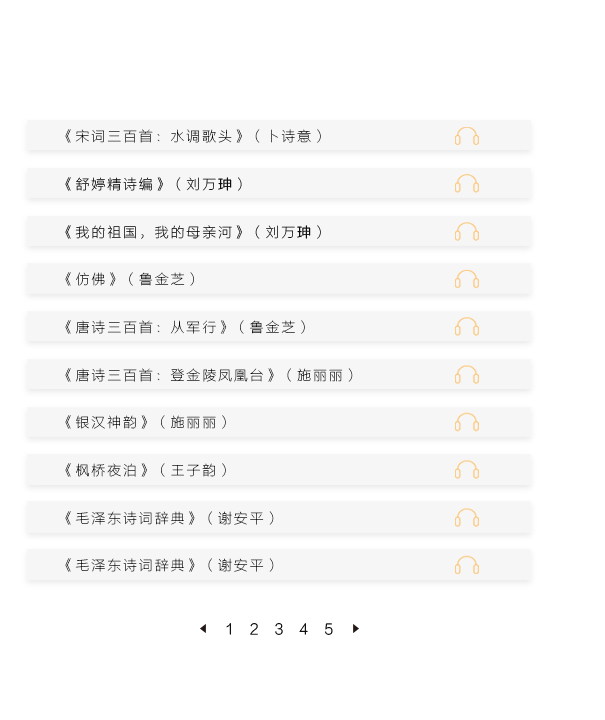 《宋词三百首：水调歌头》（卜诗意）
《舒婷精诗编》（刘万珅）
《我的祖国，我的母亲河》（刘万珅）
《仿佛》（鲁金芝）
《唐诗三百首：从军行》（鲁金芝）
《唐诗三百首：登金陵凤凰台》（施丽丽）
《银汉神韵》（施丽丽）
《枫桥夜泊》（王子韵）
《毛泽东诗词辞典》（谢安平）
《毛泽东诗词辞典》（谢安平）
1 2 3 4 5